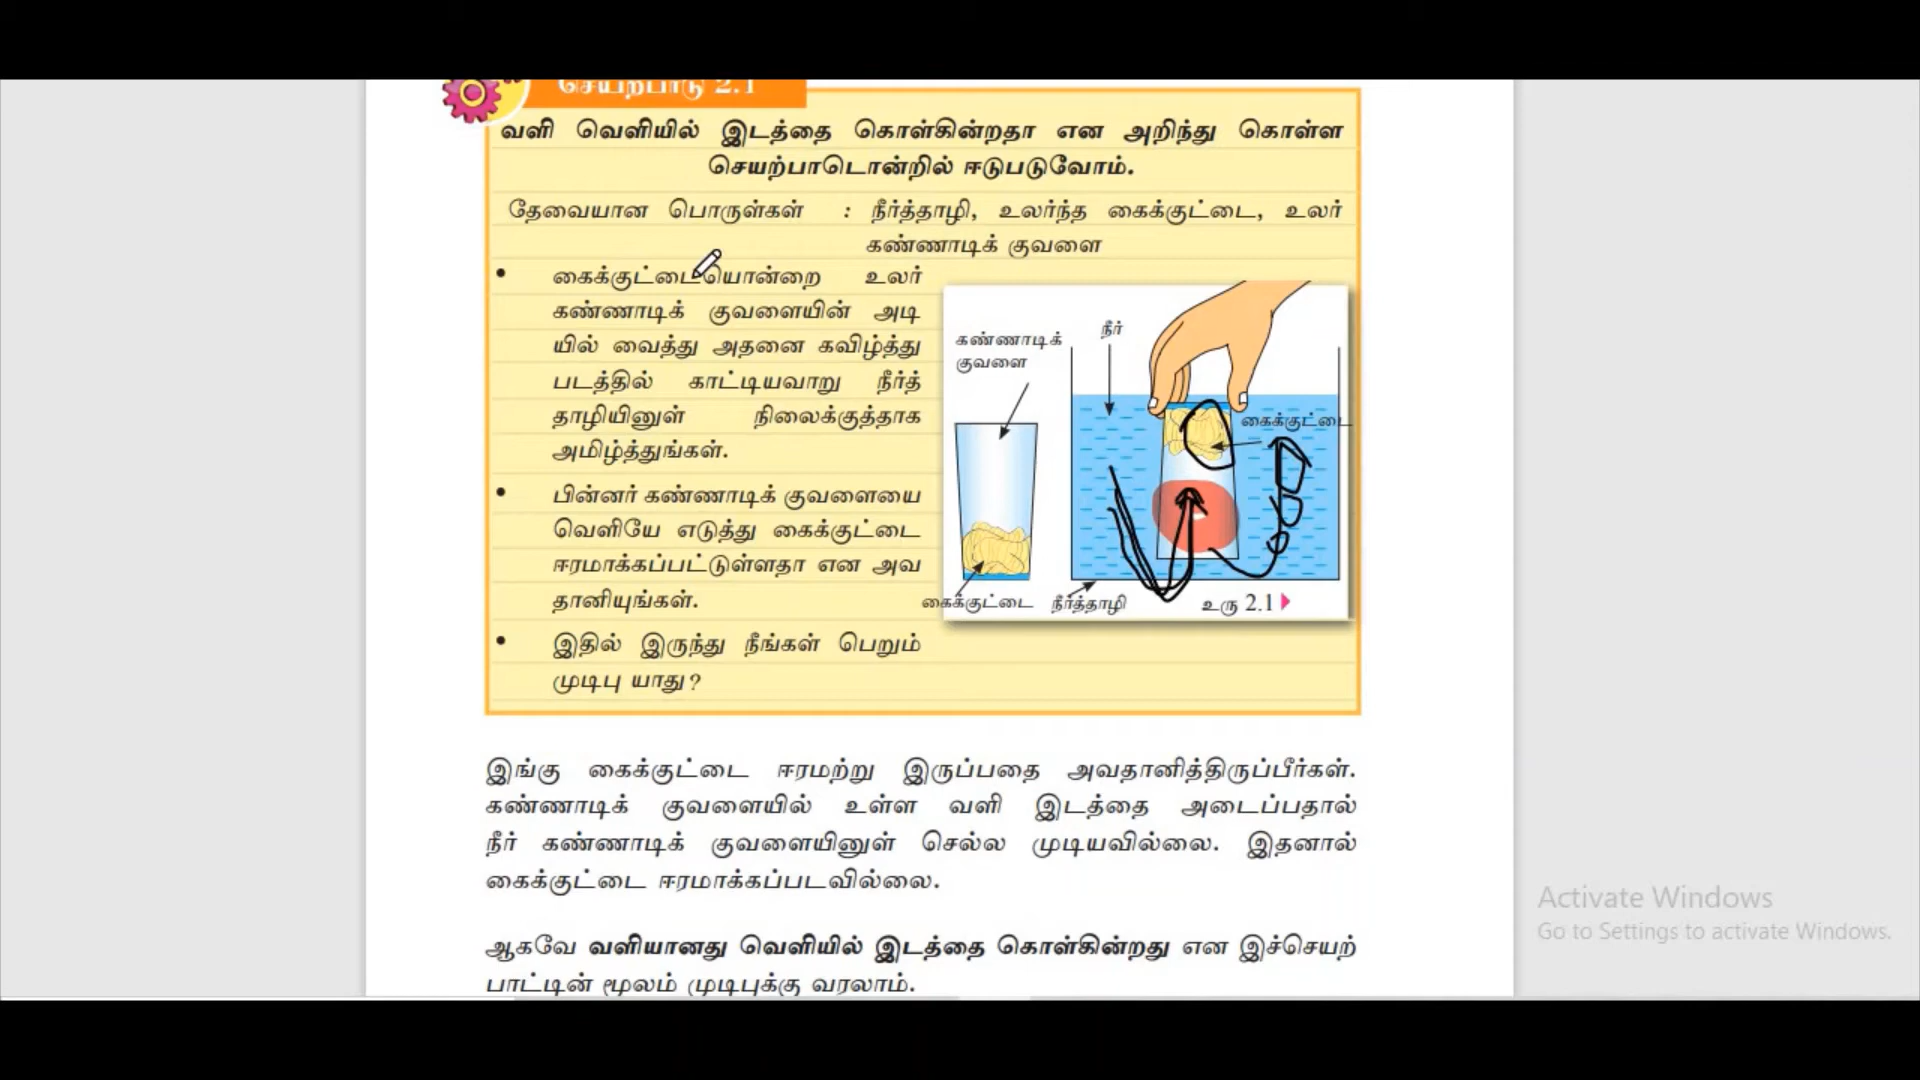 செயற்பாடு 2.1
வளி வெளியில் இடத்தை கொள்கின்றதா என அறிந்து கொள்ள
செயற்பாடொன்றில் ஈடுபடுவோம்.
தேவையான பொருள்கள் : நீர்த்தாழி, உலர்ந்த கைக்குட்டை, உலர்
கண்ணாடிக் குவளை
• கைக்குட்டையொன்றை உலர்
கண்ணாடிக் குவளையின் அடி
யில் வைத்து அதனை கவிழ்த்து
படத்தில் காட்டியவாறு நீர்த்
தாழியினுள் நிலைக்குத்தாக
அமிழ்த்துங்கள்.
• பின்னர் கண்ணாடிக் குவளையை
வெளியே எடுத்து கைக்குட்டை
ஈரமாக்கப்பட்டுள்ளதா என அவ
தானியுங்கள்.
• இதில் இருந்து நீங்கள் பெறும்
முடிபு யாது?
கண்ணாடிக்
குவளை
நீர்
கைக்குட்டை
கைக்குட்டை
நீர்த்தாழி
உரு 2.1
இங்கு கைக்குட்டை ஈரமற்று இருப்பதை அவதானித்திருப்பீர்கள்.
கண்ணாடிக் குவளையில் உள்ள வளி இடத்தை அடைப்பதால்
நீர் கண்ணாடிக் குவளையினுள் செல்ல முடியவில்லை. இதனால்
கைக்குட்டை ஈரமாக்கப்படவில்லை.
ஆகவே வளியானது வெளியில் இடத்தை கொள்கின்றது என இச்செயற்
பாட்டின் மூலம் முடிபுக்கு வரலாம்.
Activate Windows
Go to Settings to activate Windows.